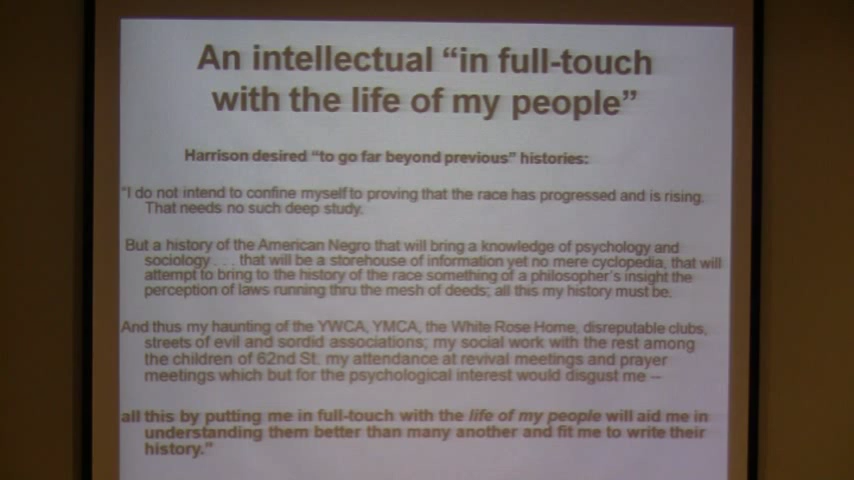 An intellectual “in full-touch
with the life of my people”
Harrison desired “to go far beyond previous” histories:
“I do not intend to confine myself to proving that the race has progressed and is rising.
That needs no such deep study.
But a history of the American Negro that will bring a knowledge of psychology and
sociology . . . that will be a storehouse of information yet no mere cyclopedia, that will
attempt to bring to the history of the race something of a philosopher’s insight the
perception of laws running thru the mesh of deeds; all this my history must be.
And thus my haunting of the YWCA, YMCA, the White Rose Home, disreputable clubs,
streets of evil and sordid associations; my social work with the rest among
the children of 62nd St. my attendance at revival meetings and prayer
meetings which but for the psychological interest would disgust me --
all this by putting me in full-touch with the life of my people will aid me in
understanding them better than many another and fit me to write their
history.”